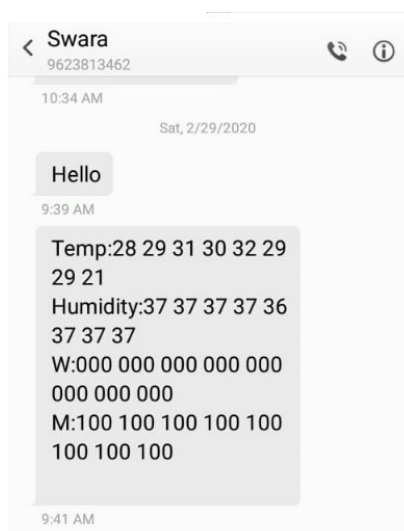 Swara
9623813462
10:34 AM
Sat, 2/29/2020
Hello
9:39 AM
Temp:28 29 31 30 32 29
29 21
Humidity:37 37 37 37 36
37 37 37
W:000 000 000 000 000
000 000 000
M:100 100 100 100 100
100 100 100
9:41 AM